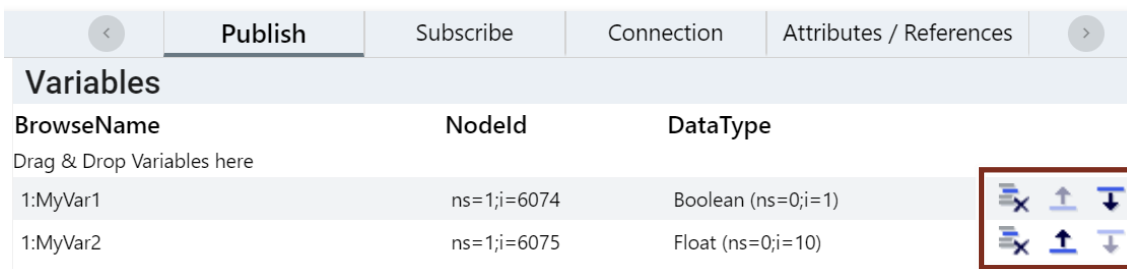 Publish Subscribe Connection Attributes / References
Variables
BrowseName NodeId DataType
Drag & Drop Variables here
1:MyVar1 ns=1;i=6074 Boolean (ns=0;i=1)
1:MyVar2 ns=1;i=6075 Float (ns=0;i=10)